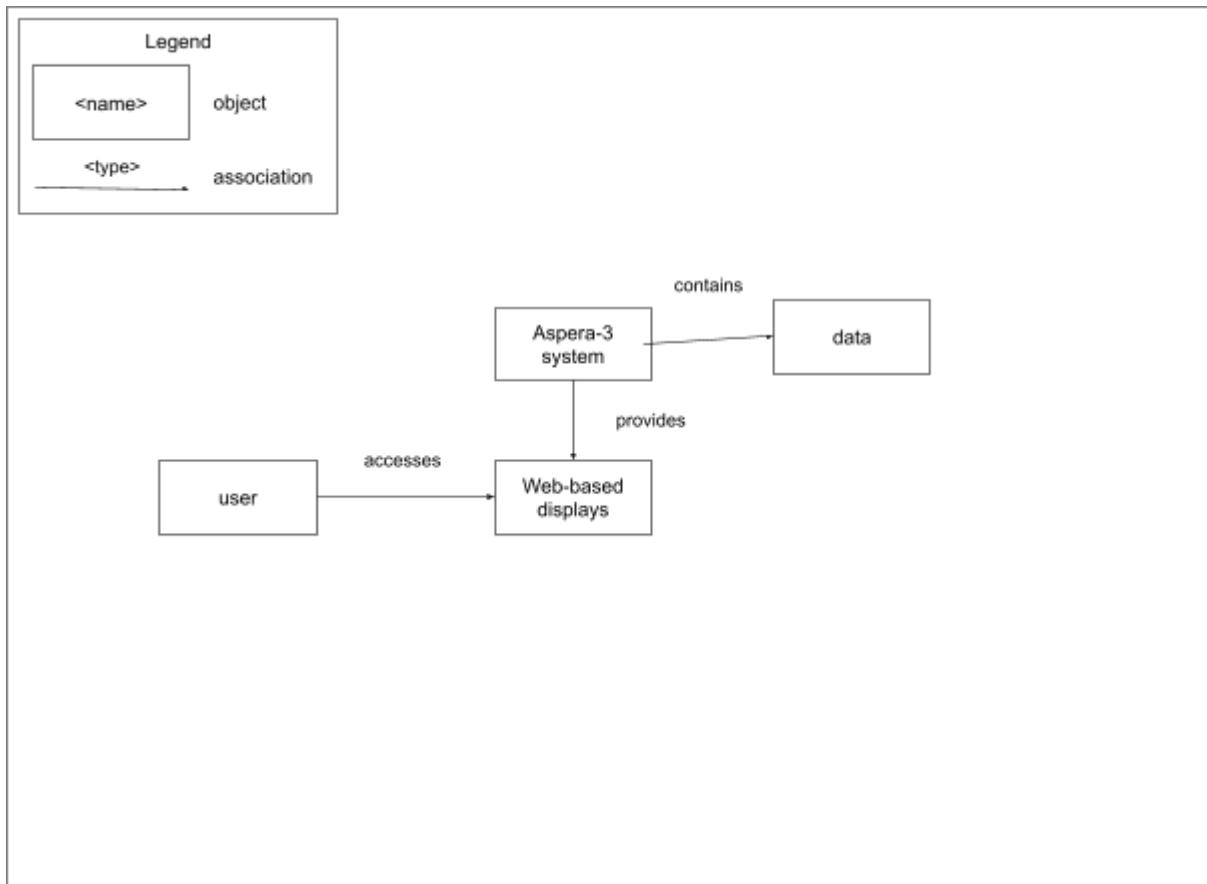 Legend
<name>
object
<type>
association
contains
Aspera-3
system
data
provides
accesses
user
Web-based
displays